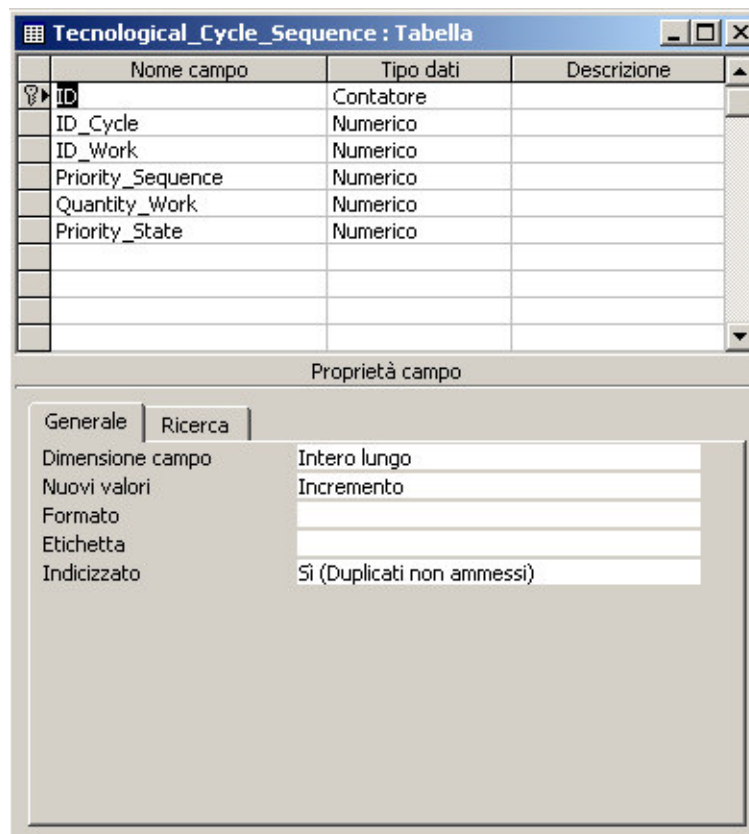 Tecnological_Cycle_Sequence : Tabella
Nome campo Tipo dati Descrizione
ID Contatore
ID_Cycle Numerico
ID_Work Numerico
Priority_Sequence Numerico
Quantity_Work Numerico
Priority_State Numerico
Proprietà campo
Generale Ricerca
Dimensione campo Intero lungo
Nuovi valori Incremento
Formato
Etichetta
Indicizzato Sì (Duplicati non ammessi)